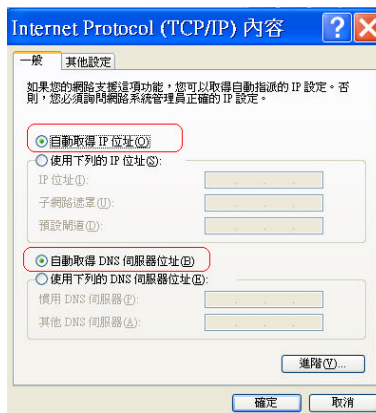 Internet Protocol (TCP/IP) 內容
一般 其他設定
如果您的網路支援這項功能，您可以取得自動指派的 IP 設定。否
則，您必須詢問網路系統管理員正確的 IP 設定。
自動取得 IP 位址(O)
使用下列的 IP 位址(S):
IP 位址(I):
子網路遮罩(U):
預設閘道(D):
自動取得 DNS 伺服器位址(B)
使用下列的 DNS 伺服器位址(E):
慣用 DNS 伺服器(P):
其他 DNS 伺服器(A):
進階(V)...
確定 取消